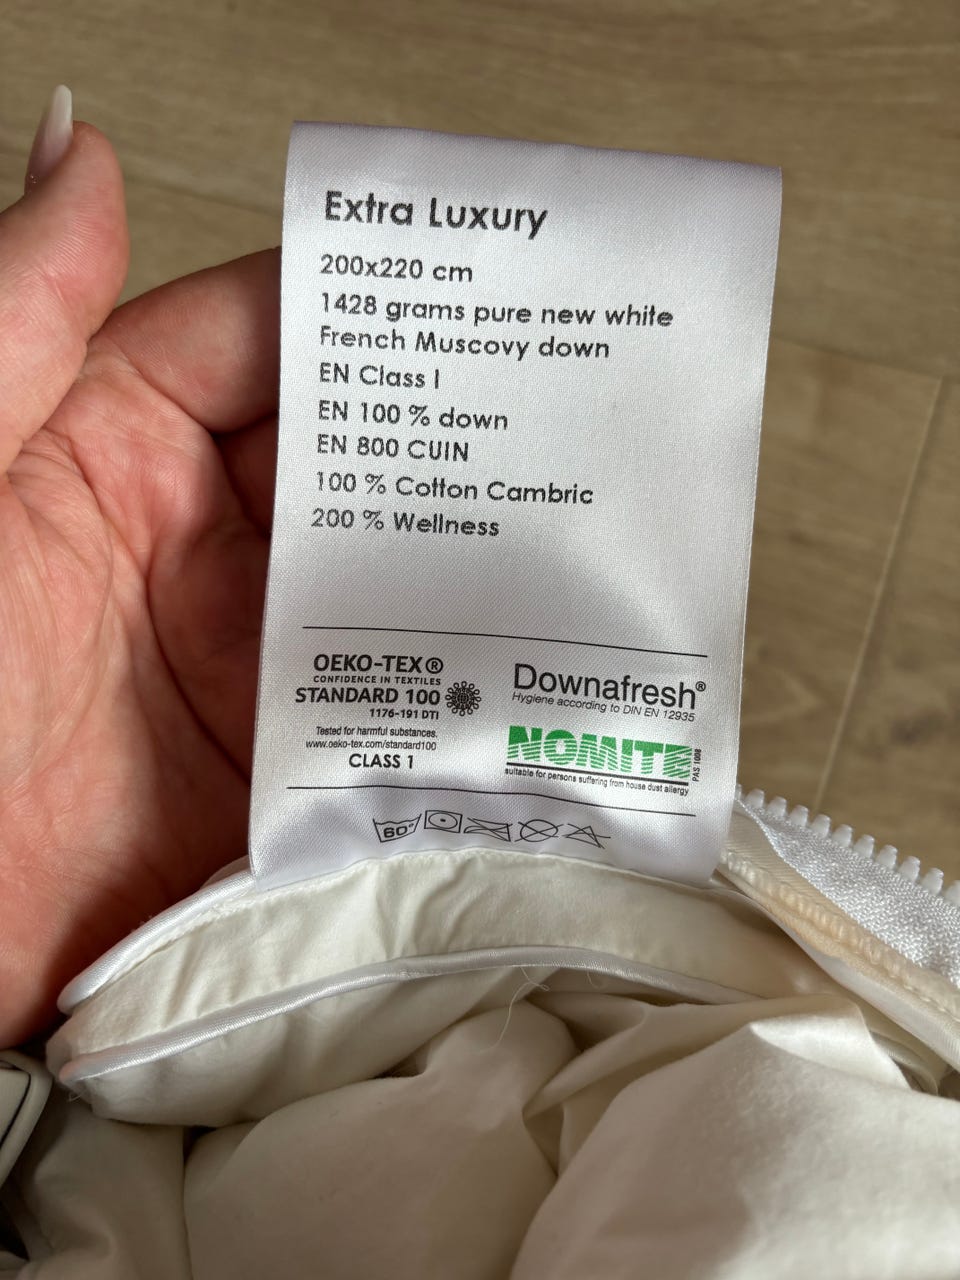 Extra Luxury
200x220 cm
1428 grams pure new white
French Muscovy down
EN Class I
EN 100 % down
EN 800 CUIN
100 % Cotton Cambric
200 % Wellness
OEKO-TEX®
CONFIDENCE IN TEXTILES
STANDARD 100
1176-191 DTI
Tested for harmful substances.
www.oeko-tex.com/standard100
CLASS 1
Downafresh®
Hygiene according to DIN EN 12935
NOMITE
PAS 1008
suitable for persons suffering from house dust allergy
60°